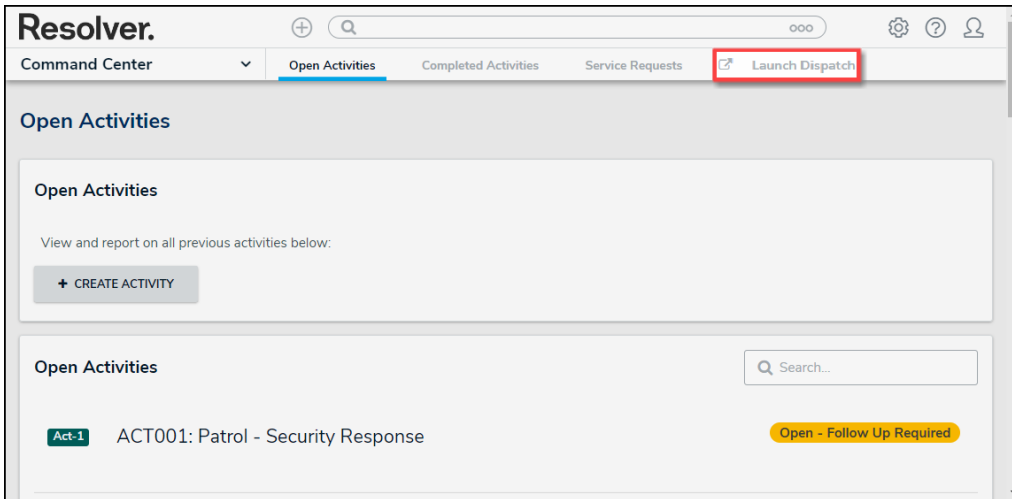 Resolver.
Command Center
Open Activities
Completed Activities
Service Requests
Launch Dispatch
Open Activities
Open Activities
View and report on all previous activities below:
+ CREATE ACTIVITY
Open Activities
Search...
Act-1 ACT001: Patrol - Security Response
Open - Follow Up Required